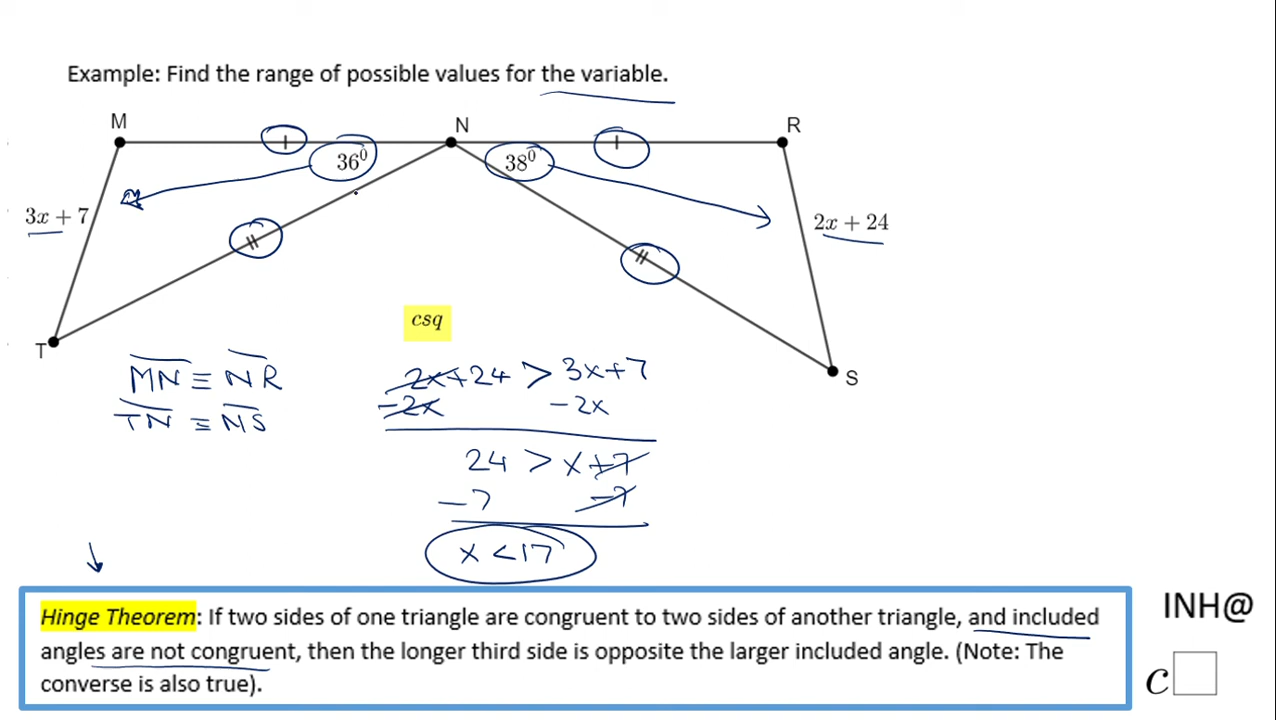 Example: Find the range of possible values for the variable.
M N R
36⁰ 38⁰
3x + 7 2x + 24
T S
csq
MN ≅ NR
TN ≅ NS
2x+24 > 3x+7
-2x -2x
24 > x+7
-7 -7
x < 17
Hinge Theorem: If two sides of one triangle are congruent to two sides of another triangle, and included
angles are not congruent, then the longer third side is opposite the larger included angle. (Note: The
converse is also true).
INH@
c